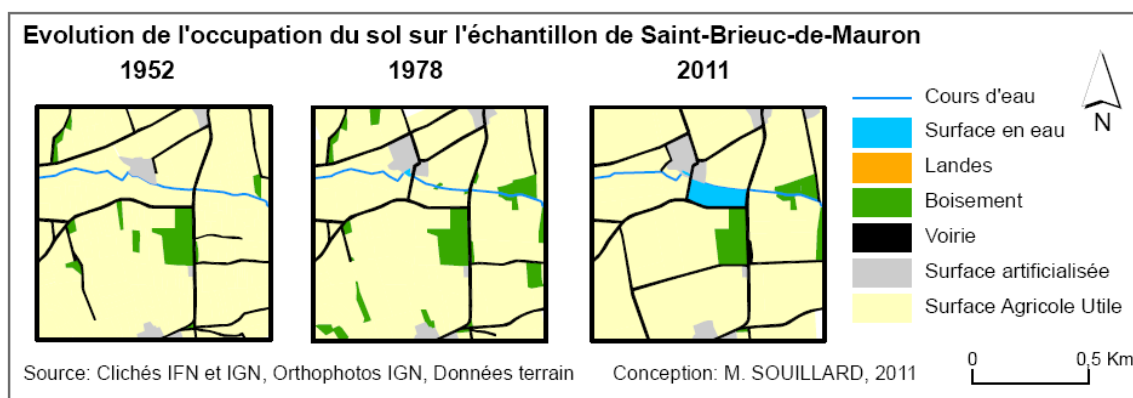 Evolution de l'occupation du sol sur l'échantillon de Saint-Brieuc-de-Mauron
1952
1978
2011
Cours d'eau
Surface en eau
Landes
Boisement
Voirie
Surface artificialisée
Surface Agricole Utile
N
Source: Clichés IFN et IGN, Orthophotos IGN, Données terrain
Conception: M. SOUILLARD, 2011
0
0,5 Km